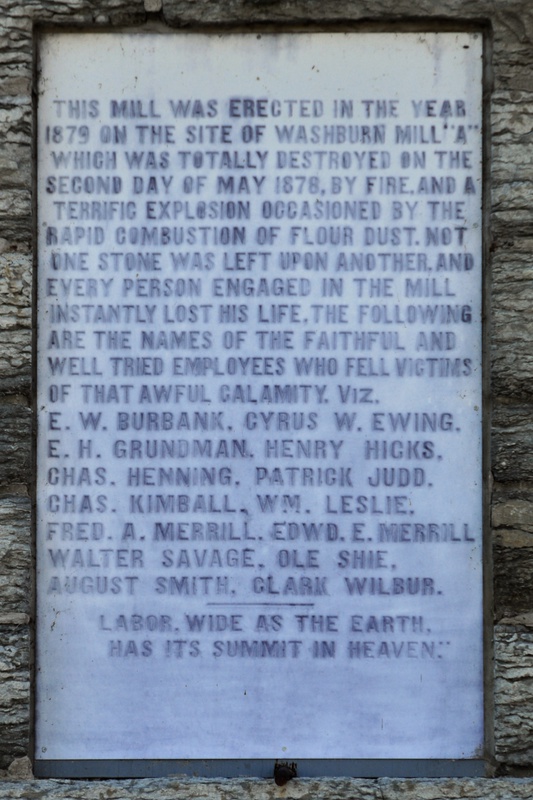 THIS MILL WAS ERECTED IN THE YEAR
1879 ON THE SITE OF WASHBURN MILL "A"
WHICH WAS TOTALLY DESTROYED ON THE
SECOND DAY OF MAY 1878, BY FIRE, AND A
TERRIFIC EXPLOSION OCCASIONED BY THE
RAPID COMBUSTION OF FLOUR DUST. NOT
ONE STONE WAS LEFT UPON ANOTHER, AND
EVERY PERSON ENGAGED IN THE MILL
INSTANTLY LOST HIS LIFE. THE FOLLOWING
ARE THE NAMES OF THE FAITHFUL AND
WELL TRIED EMPLOYEES WHO FELL VICTIMS
OF THAT AWFUL CALAMITY. VIZ.
E. W. BURBANK, CYRUS W. EWING,
E. H. GRUNDMAN, HENRY HICKS,
CHAS. HENNING, PATRICK JUDD,
CHAS. KIMBALL, WM. LESLIE,
FRED. A. MERRILL, EDWD. E. MERRILL
WALTER SAVAGE, OLE SHIE,
AUGUST SMITH, CLARK WILBUR.
LABOR, WIDE AS THE EARTH,
HAS ITS SUMMIT IN HEAVEN."